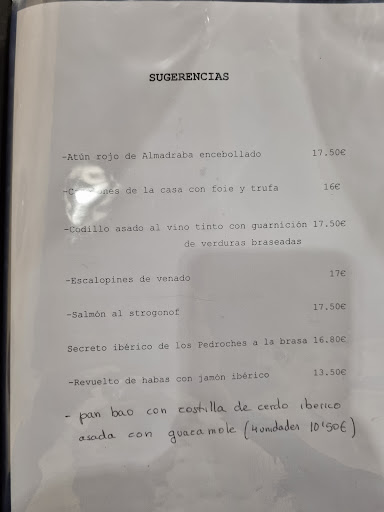 SUGERENCIAS
-Atún rojo de Almadraba encebollado 17.50€
de la casa con foie y trufa 16€
-Codillo asado al vino tinto con guarnición 17.50€
de verduras braseadas
-Escalopines de venado 17€
-Salmón al strogonof 17.50€
Secreto ibérico de los Pedroches a la brasa 16.80€
-Revuelto de habas con jamón ibérico 13.50€
- pan bao con costilla de cerdo iberico
asada con guacamole (4 unidades 10'50€)